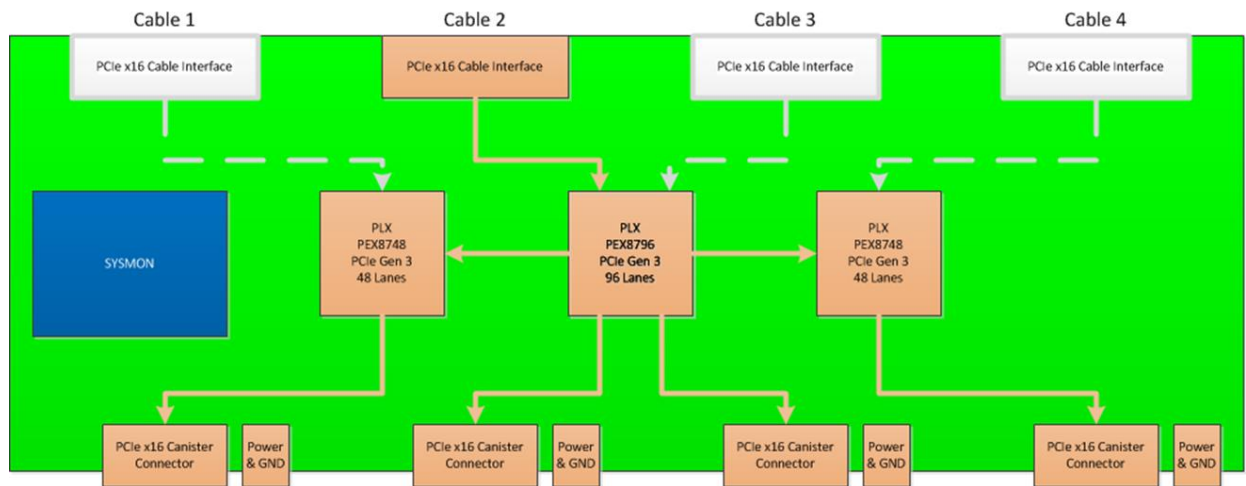 Cable 1
Cable 2
Cable 3
Cable 4
PCIe x16 Cable Interface
PCIe x16 Cable Interface
PCIe x16 Cable Interface
PCIe x16 Cable Interface
SYSMON
PLX
PEX8748
PCIe Gen 3
48 Lanes
PLX
PEX8796
PCIe Gen 3
96 Lanes
PLX
PEX8748
PCIe Gen 3
48 Lanes
PCIe x16 Canister
Connector
Power
& GND
PCIe x16 Canister
Connector
Power
& GND
PCIe x16 Canister
Connector
Power
& GND
PCIe x16 Canister
Connector
Power
& GND